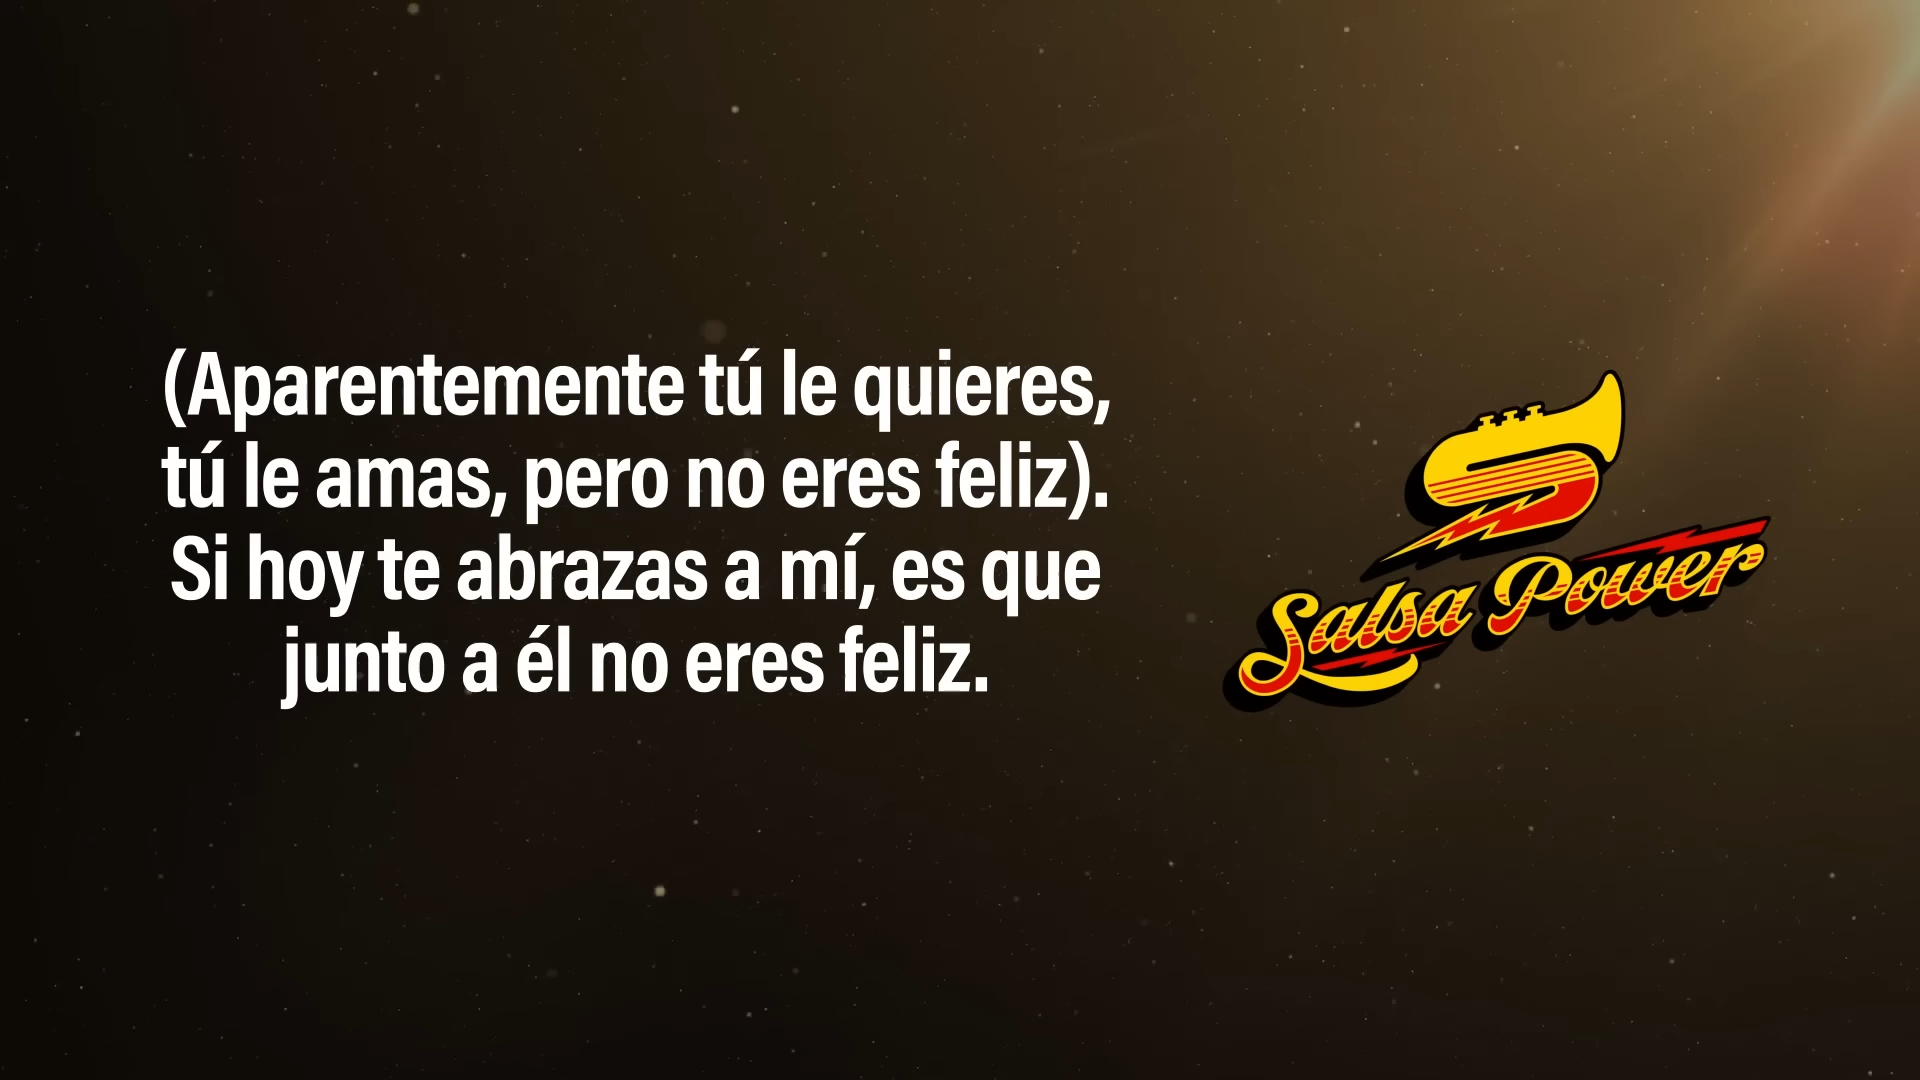 (Aparentemente tú le quieres,
tú le amas, pero no eres feliz).
Si hoy te abrazas a mí, es que
junto a él no eres feliz.
Salsa Power